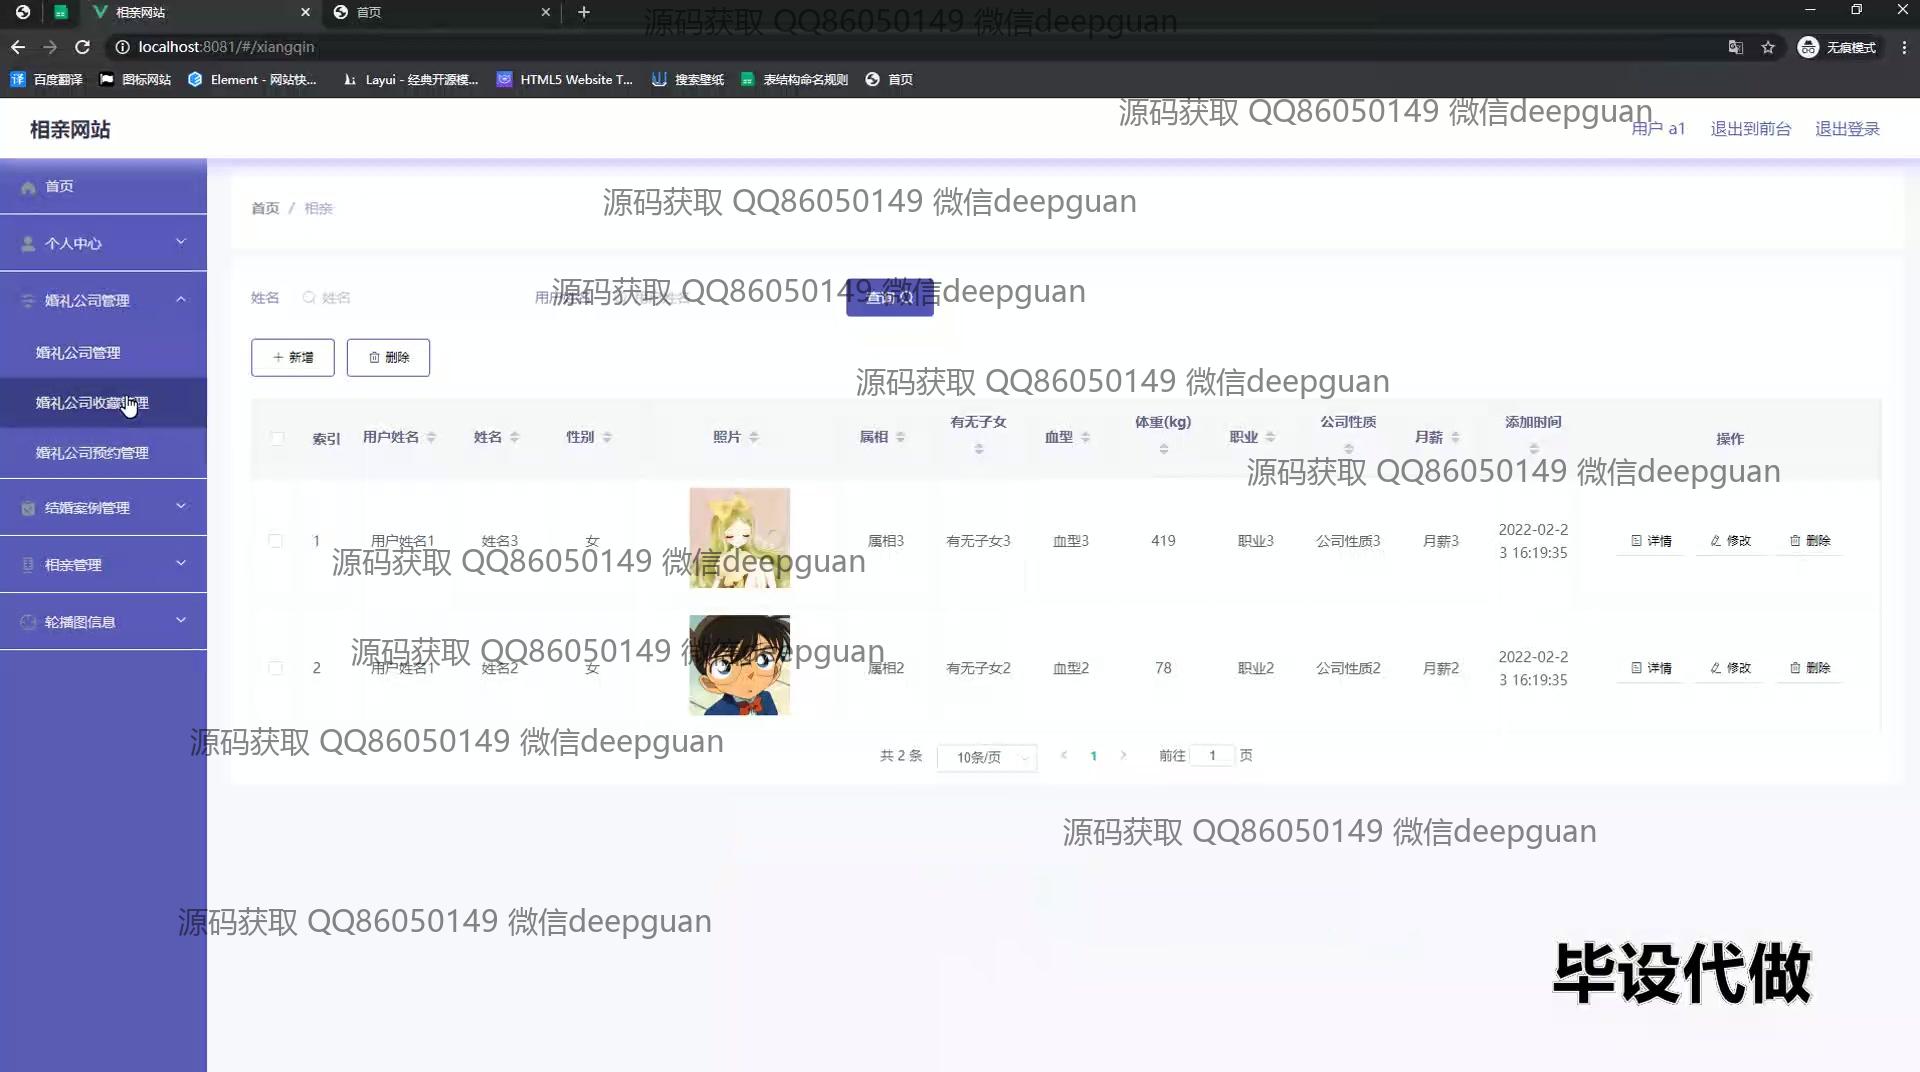 相亲网站
首页
源码获取 QQ86050149 微信deepguan
localhost:8081/#/xiangqin
无痕模式
百度翻译
图标网站
Element - 网站快...
Layui - 经典开源模...
HTML5 Website T...
搜索壁纸
表结构命名规则
首页
相亲网站
源码获取 QQ86050149 微信deepguan
用户 a1
退出到前台
退出登录
首页
个人中心
婚礼公司管理
婚礼公司管理
婚礼公司收藏管理
婚礼公司预约管理
结婚案例管理
相亲管理
轮播图信息
首页 / 相亲
源码获取 QQ86050149 微信deepguan
姓名 姓名
源码获取 QQ86050149 微信deepguan
查询
新增 删除
源码获取 QQ86050149 微信deepguan
索引 用户姓名 姓名 性别 照片 属相 有无子女 血型 体重(kg) 职业 公司性质 月薪 添加时间 操作
源码获取 QQ86050149 微信deepguan
1 用户姓名1 姓名3 女 属相3 有无子女3 血型3 419 职业3 公司性质3 月薪3 2022-02-2
3 16:19:35 详情 修改 删除
源码获取 QQ86050149 微信deepguan
2 用户姓名1 姓名2 女 属相2 有无子女2 血型2 78 职业2 公司性质2 月薪2 2022-02-2
3 16:19:35 详情 修改 删除
源码获取 QQ86050149 微信deepguan
源码获取 QQ86050149 微信deepguan
共 2 条 10条/页 1 前往 1 页
源码获取 QQ86050149 微信deepguan
源码获取 QQ86050149 微信deepguan
毕设代做